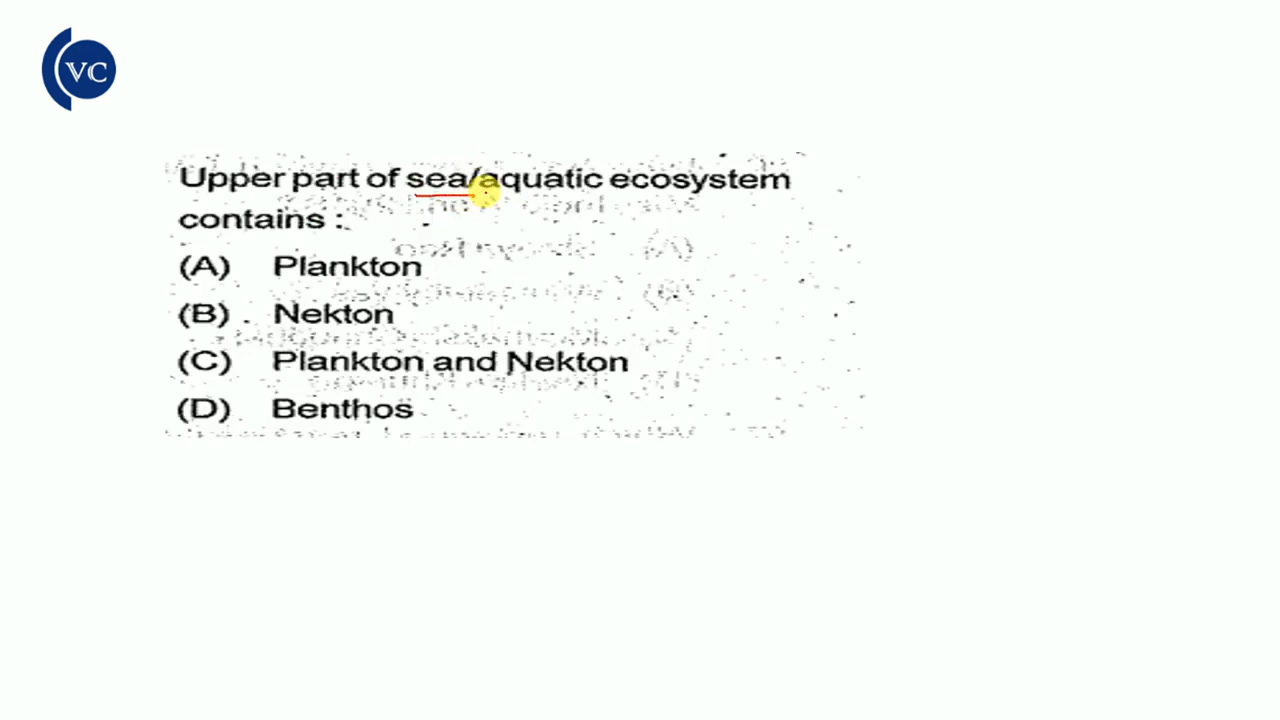 VC
Upper part of sea/aquatic ecosystem
contains :
(A) Plankton
(B) Nekton
(C) Plankton and Nekton
(D) Benthos